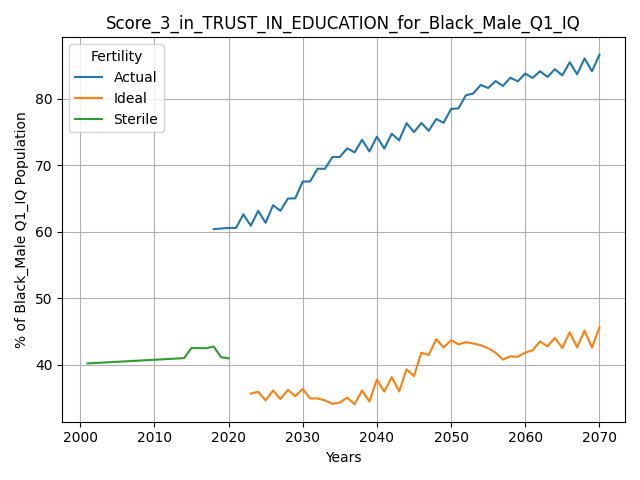 Score_3_in_TRUST_IN_EDUCATION_for_Black_Male_Q1_IQ
Fertility
Actual
Ideal
Sterile
% of Black_Male Q1_IQ Population
80
70
60
50
40
2000 2010 2020 2030 2040 2050 2060 2070
Years